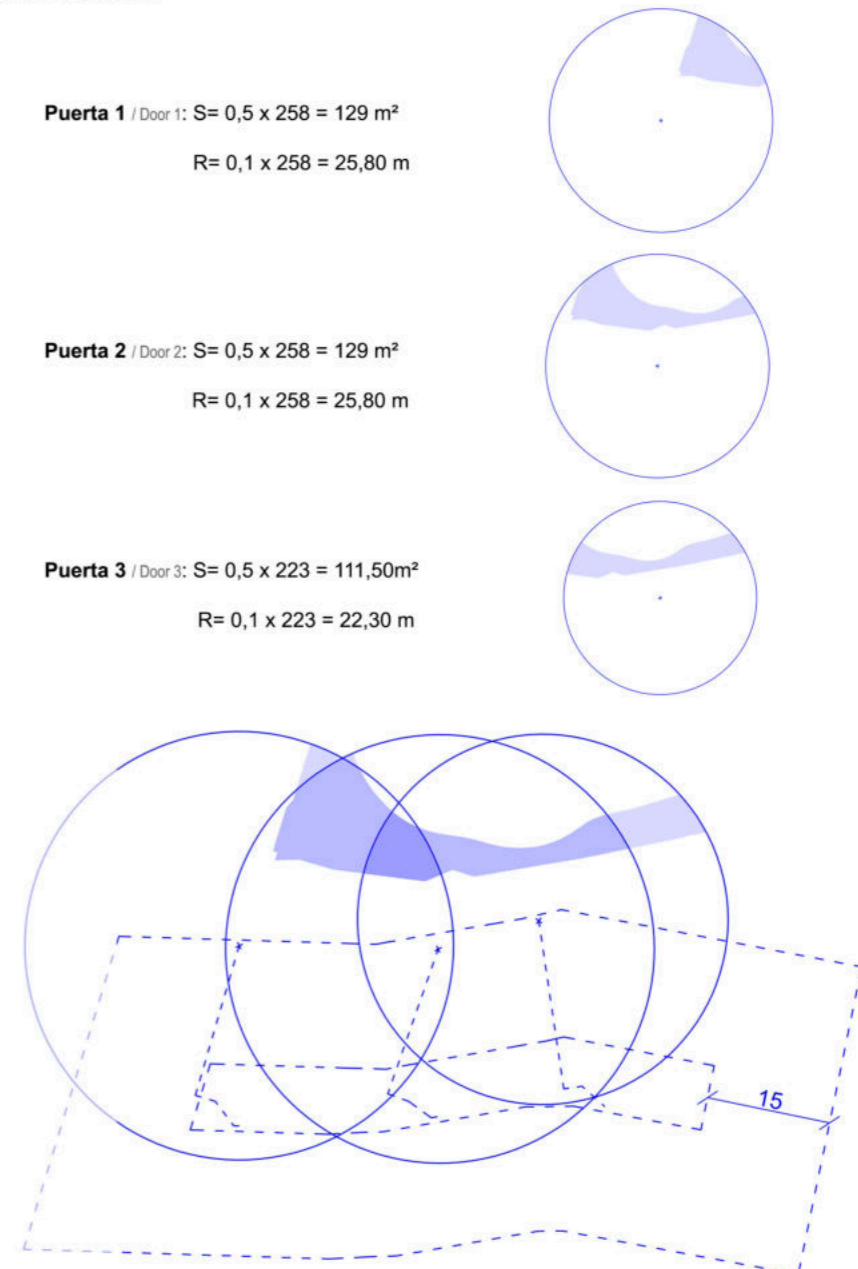 Puerta 1 / Door 1: S= 0,5 x 258 = 129 m²
R= 0,1 x 258 = 25,80 m
Puerta 2 / Door 2: S= 0,5 x 258 = 129 m²
R= 0,1 x 258 = 25,80 m
Puerta 3 / Door 3: S= 0,5 x 223 = 111,50m²
R= 0,1 x 223 = 22,30 m
15